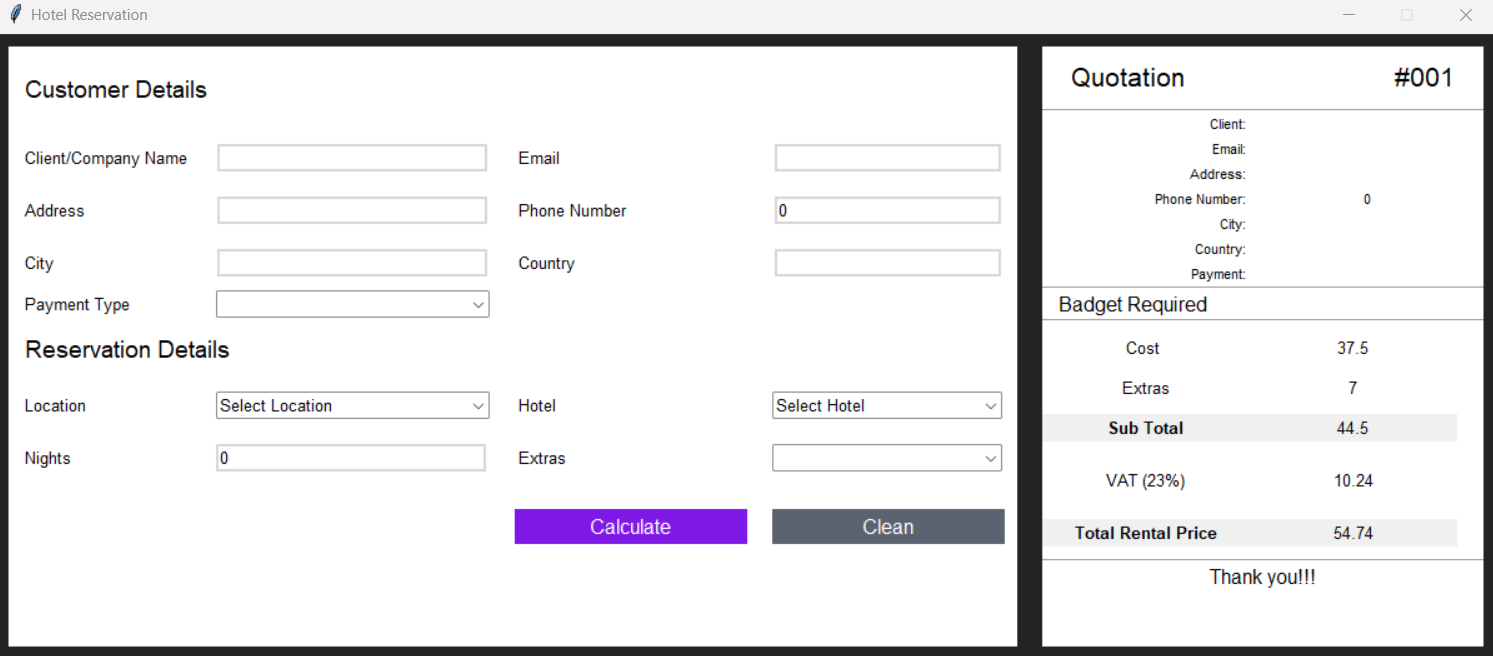 Hotel Reservation
Customer Details
Client/Company Name
Email
Address
Phone Number 0
City
Country
Payment Type
Reservation Details
Location Select Location
Hotel Select Hotel
Nights 0
Extras
Calculate
Clean
Quotation #001
Client:
Email:
Address:
Phone Number: 0
City:
Country:
Payment:
Badget Required
Cost 37.5
Extras 7
Sub Total 44.5
VAT (23%) 10.24
Total Rental Price 54.74
Thank you!!!